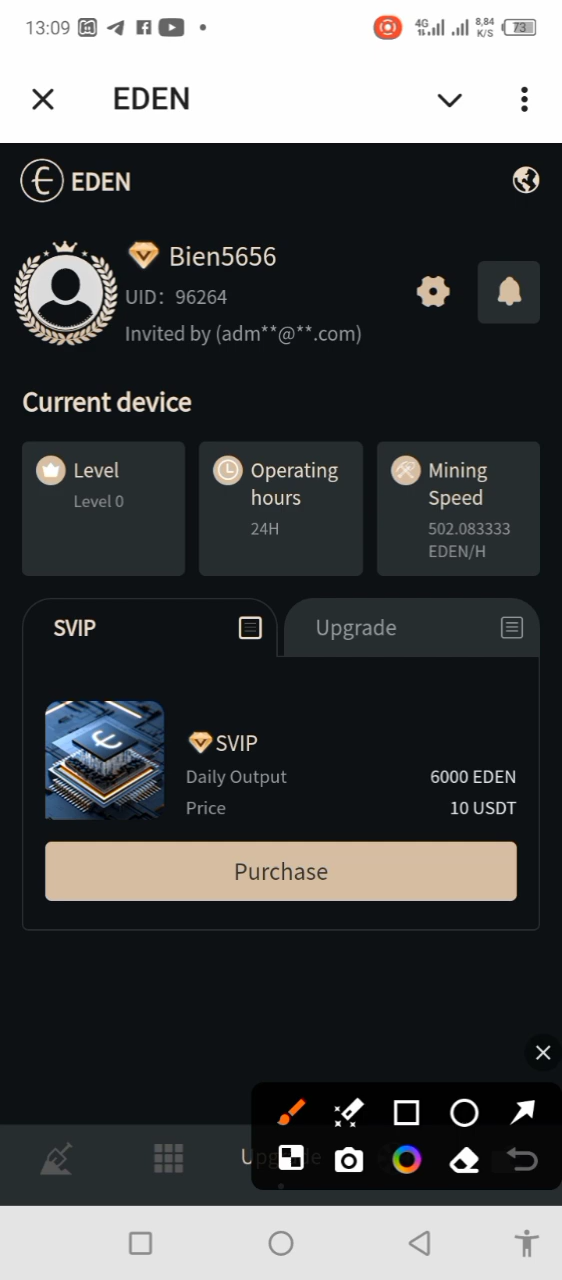 13:09
4G
8,84
K/S
73
EDEN
EDEN
Bien5656
UID: 96264
Invited by (adm**@**.com)
Current device
Level
Level 0
Operating
hours
24H
Mining
Speed
502.083333
EDEN/H
SVIP
Upgrade
SVIP
Daily Output 6000 EDEN
Price 10 USDT
Purchase